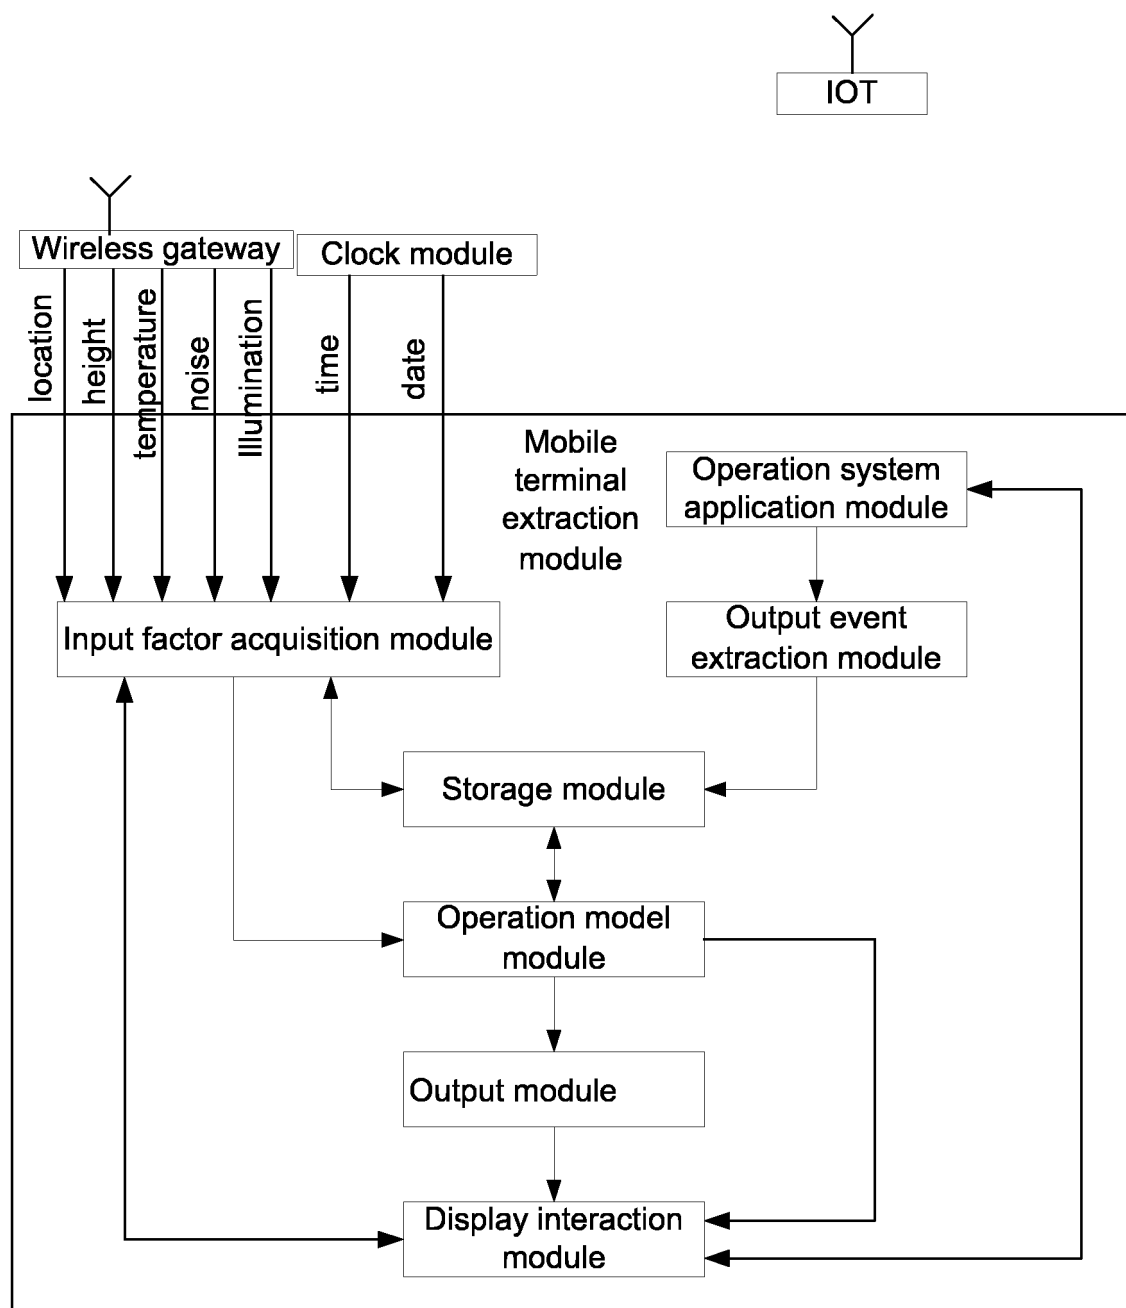 IOT
Wireless gateway
Clock module
location
height
temperature
noise
Illumination
time
date
Mobile
terminal
extraction
module
Operation system
application module
Input factor acquisition module
Output event
extraction module
Storage module
Operation model
module
Output module
Display interaction
module